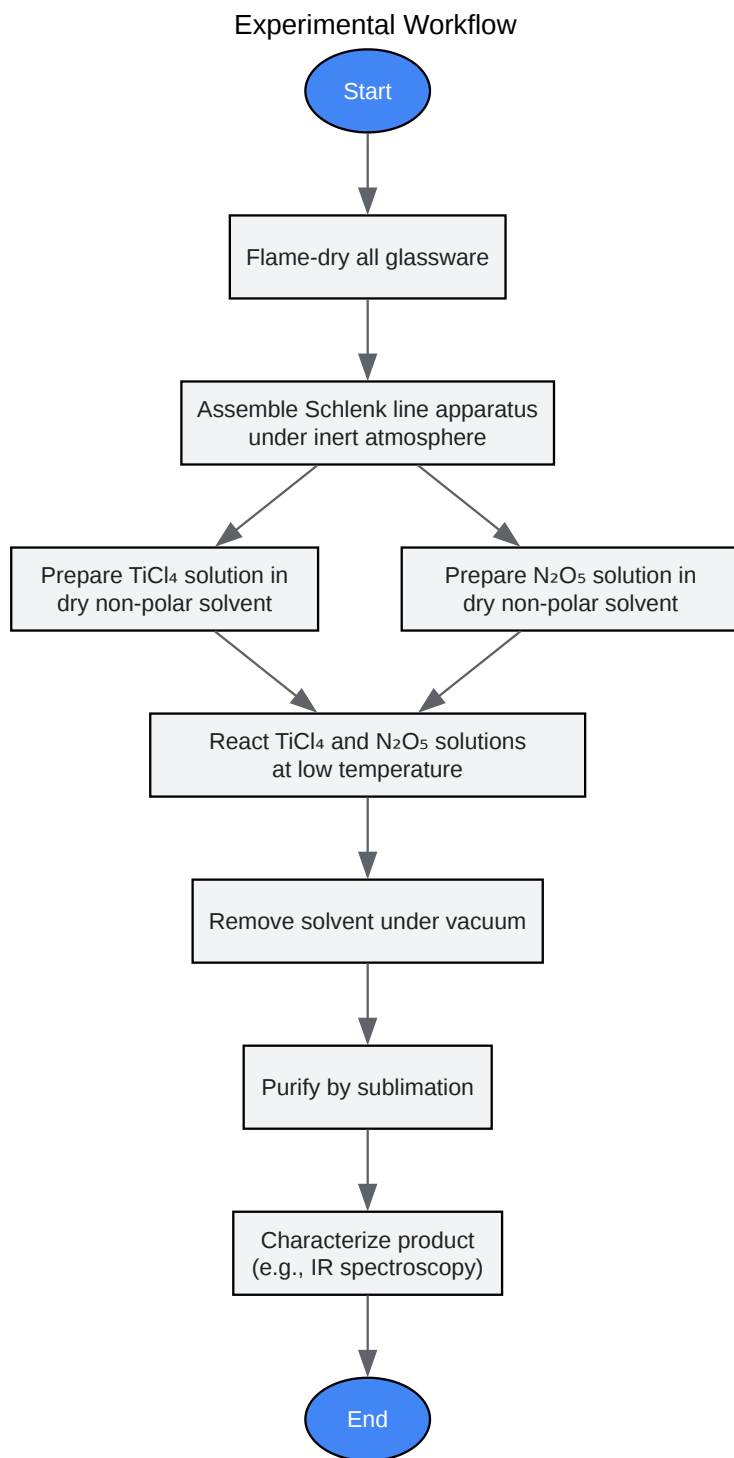 Experimental Workflow
Start
Flame-dry all glassware
Assemble Schlenk line apparatus
under inert atmosphere
Prepare TiCl₄ solution in
dry non-polar solvent
Prepare N₂O₅ solution in
dry non-polar solvent
React TiCl₄ and N₂O₅ solutions
at low temperature
Remove solvent under vacuum
Purify by sublimation
Characterize product
(e.g., IR spectroscopy)
End